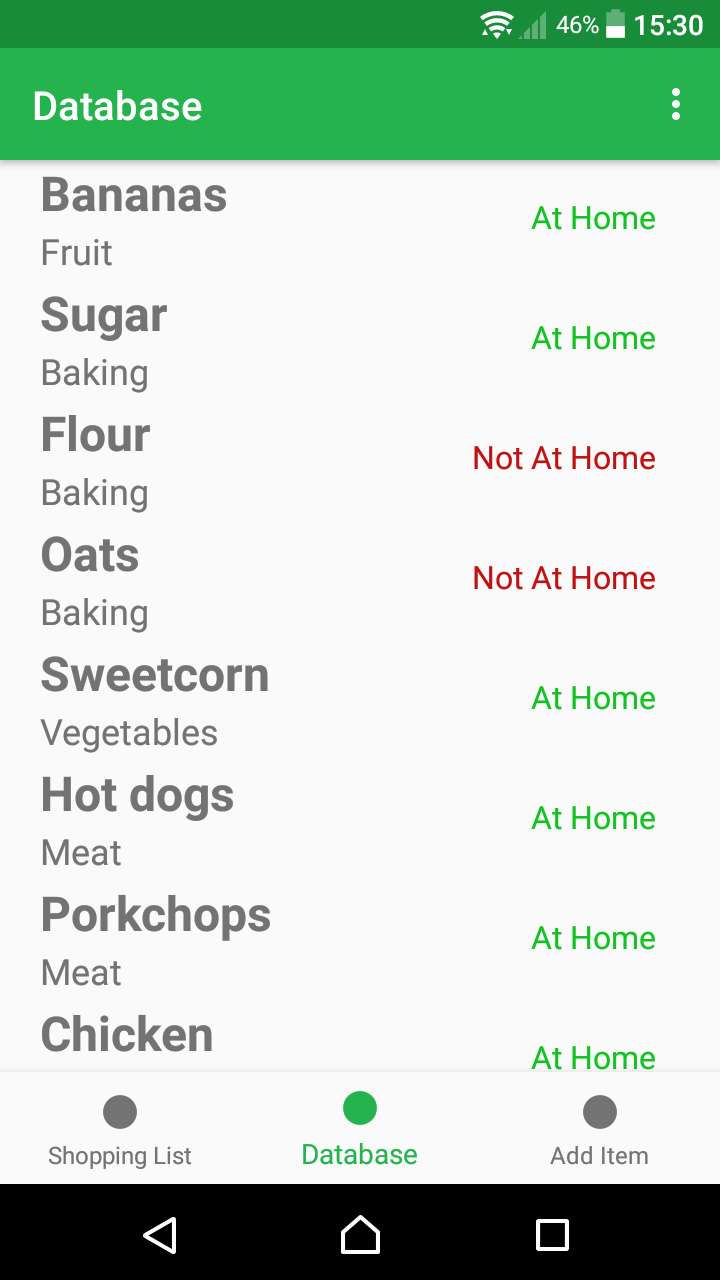 46% 15:30
Database
Bananas
At Home
Fruit
Sugar
At Home
Baking
Flour
Not At Home
Baking
Oats
Not At Home
Baking
Sweetcorn
At Home
Vegetables
Hot dogs
At Home
Meat
Porkchops
At Home
Meat
Chicken
At Home
Shopping List
Database
Add Item